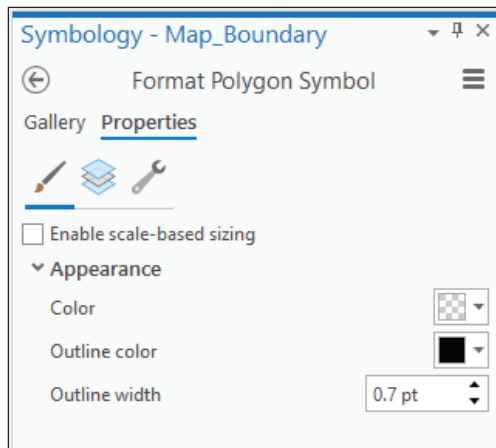 Symbology - Map_Boundary
Format Polygon Symbol
Gallery Properties
Enable scale-based sizing
Appearance
Color
Outline color
Outline width 0.7 pt